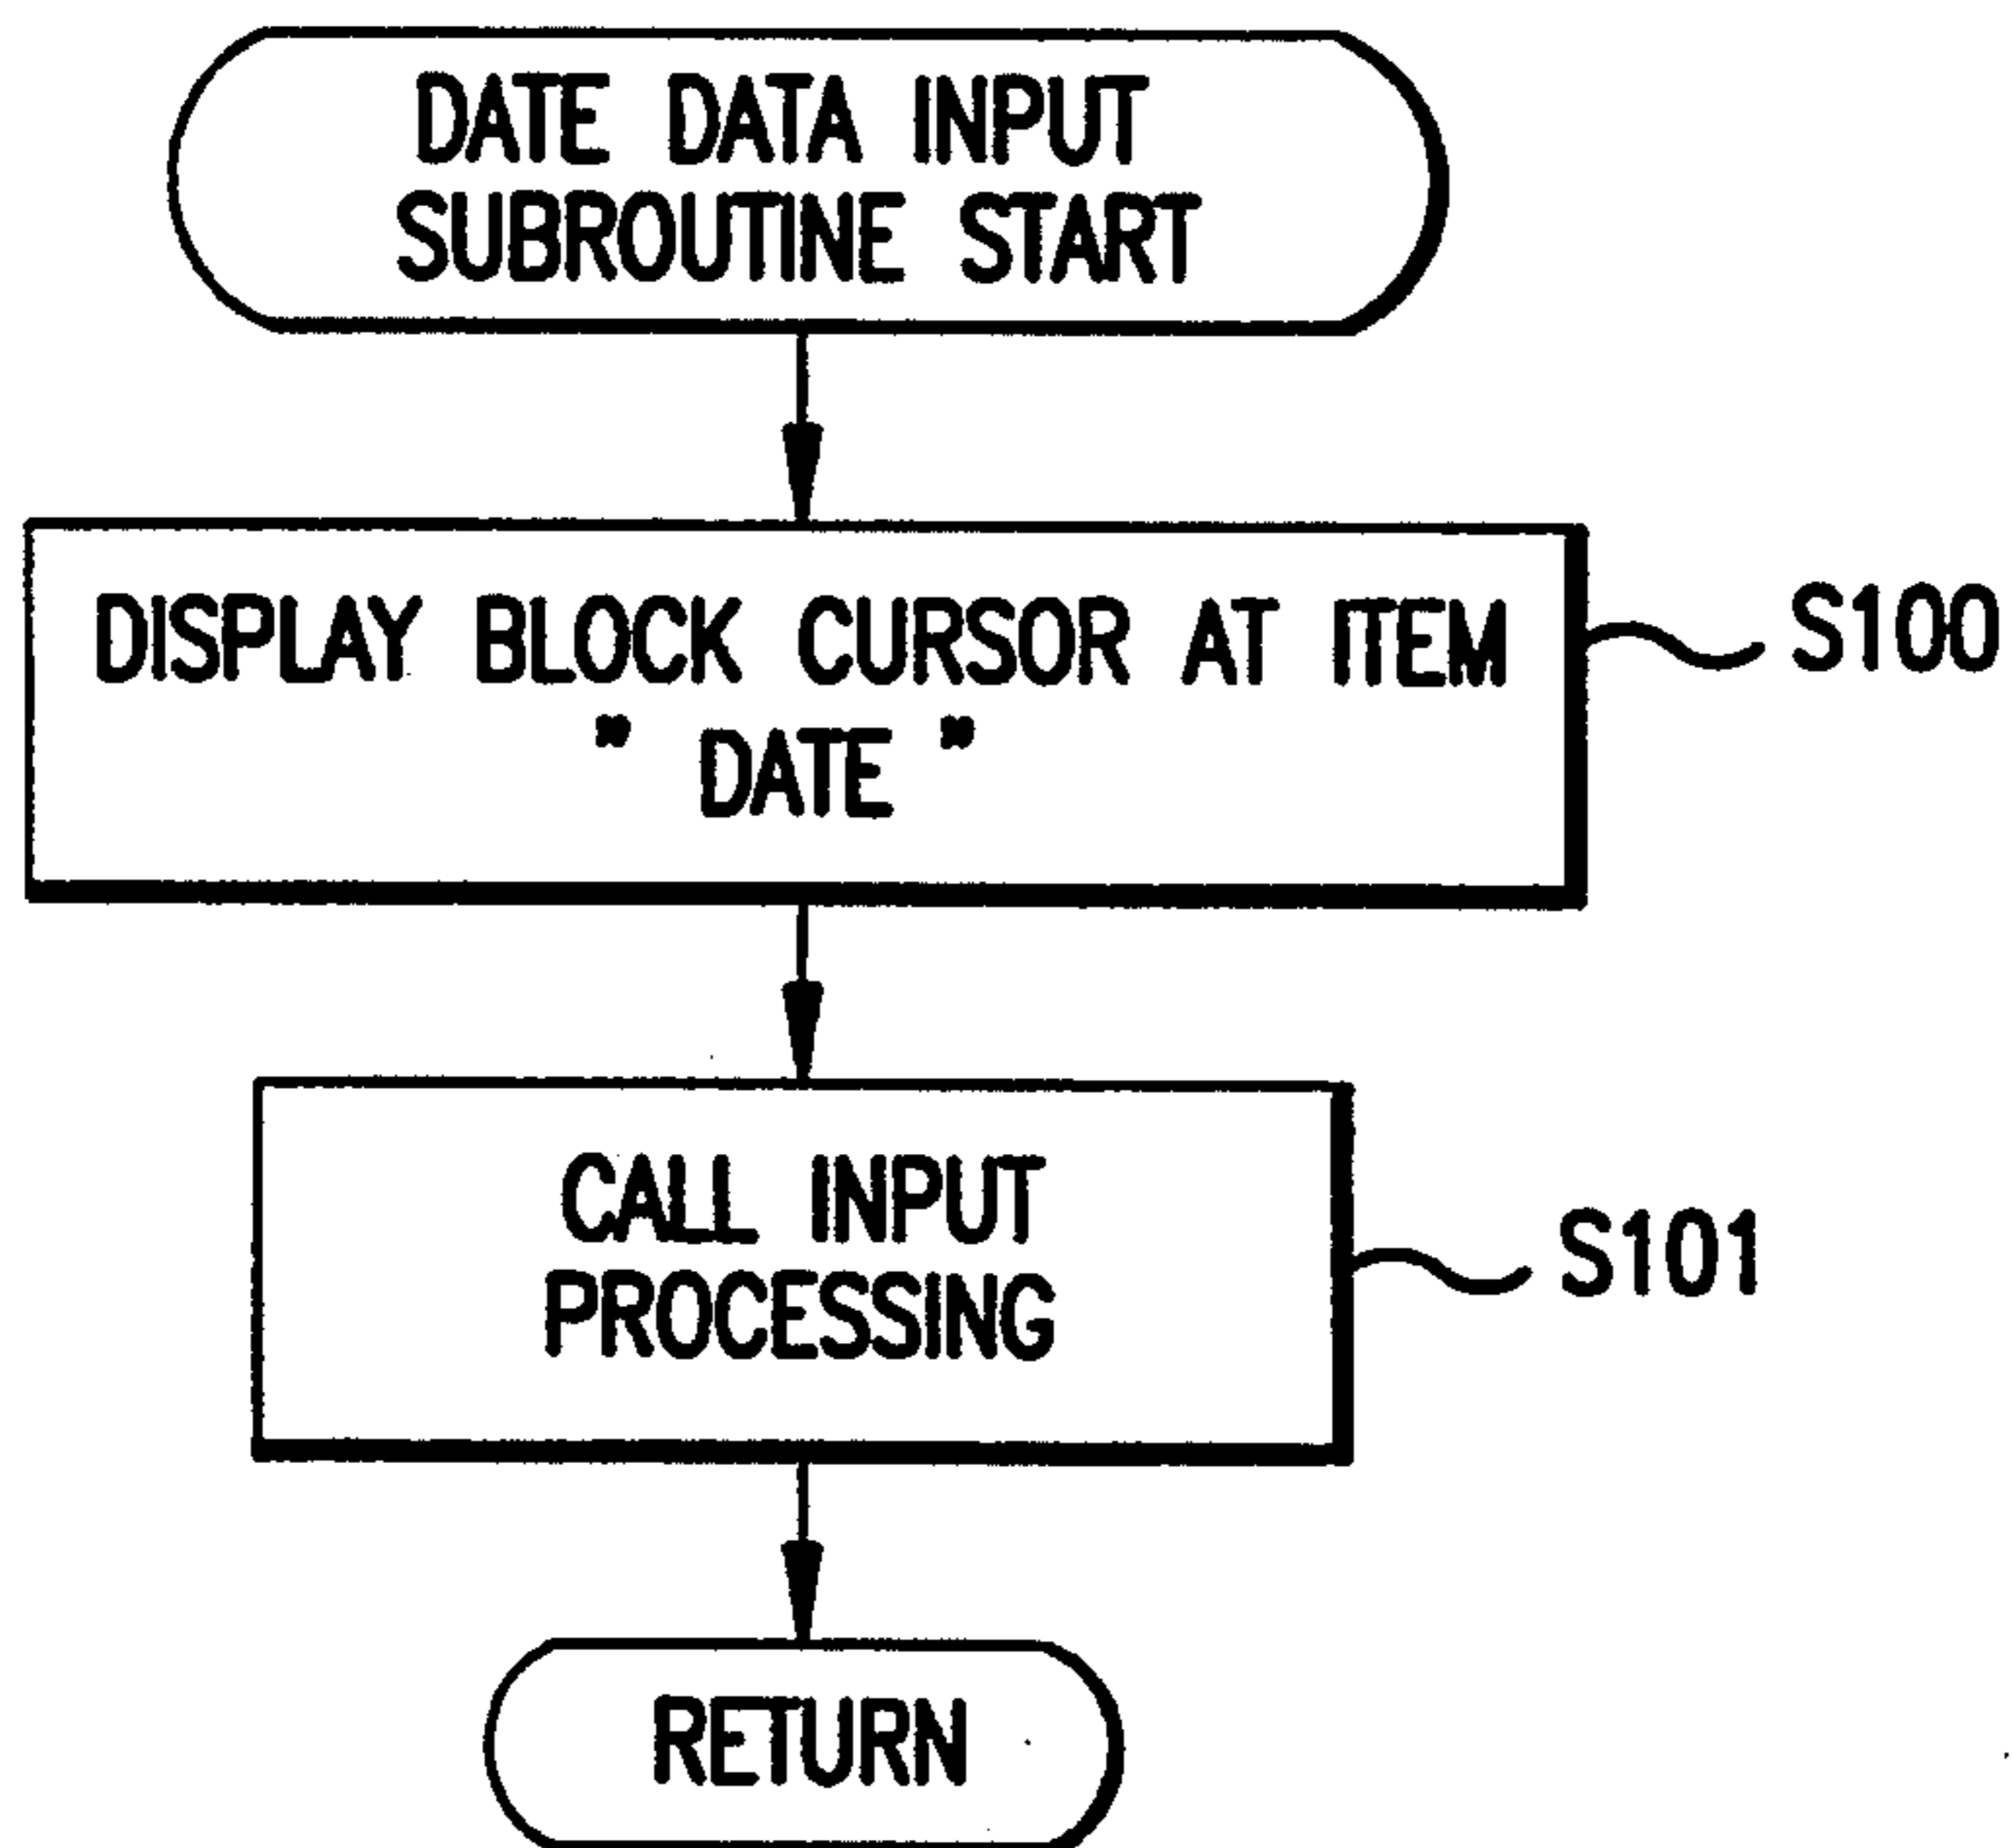 DATE DATA INPUT
SUBROUTINE START
DISPLAY BLOCK CURSOR AT ITEM
" DATE "
S100
CALL INPUT
PROCESSING
S101
RETURN